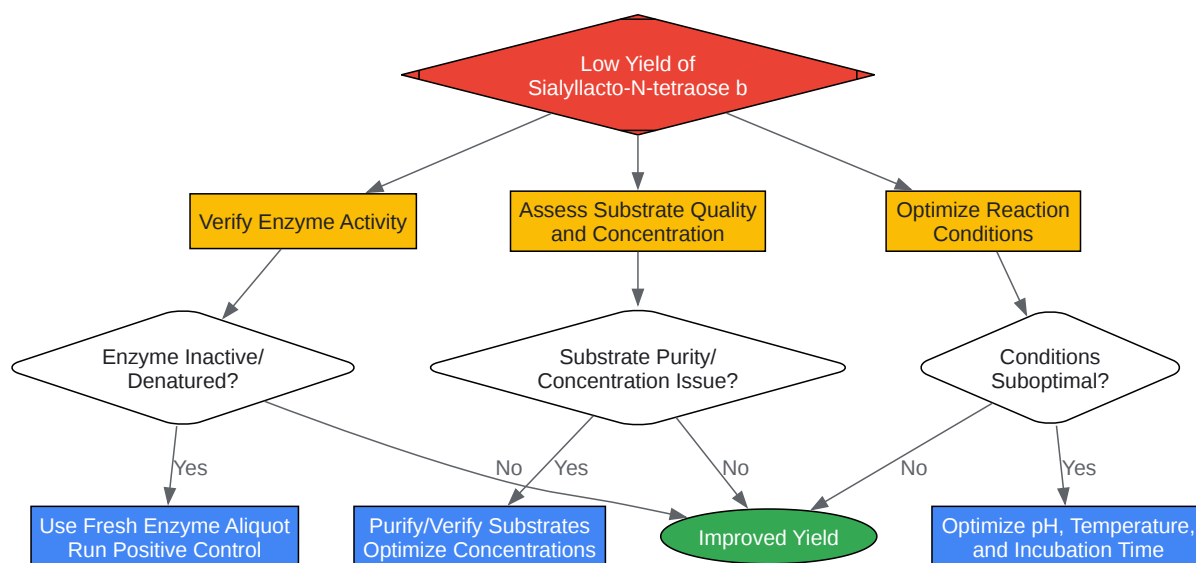 Low Yield of
Sialyllacto-N-tetraose b
Verify Enzyme Activity
Assess Substrate Quality
and Concentration
Optimize Reaction
Conditions
Enzyme Inactive/
Denatured?
Substrate Purity/
Concentration Issue?
Conditions
Suboptimal?
Yes
No
Yes
No
No
Yes
Use Fresh Enzyme Aliquot
Run Positive Control
Purify/Verify Substrates
Optimize Concentrations
Improved Yield
Optimize pH, Temperature,
and Incubation Time